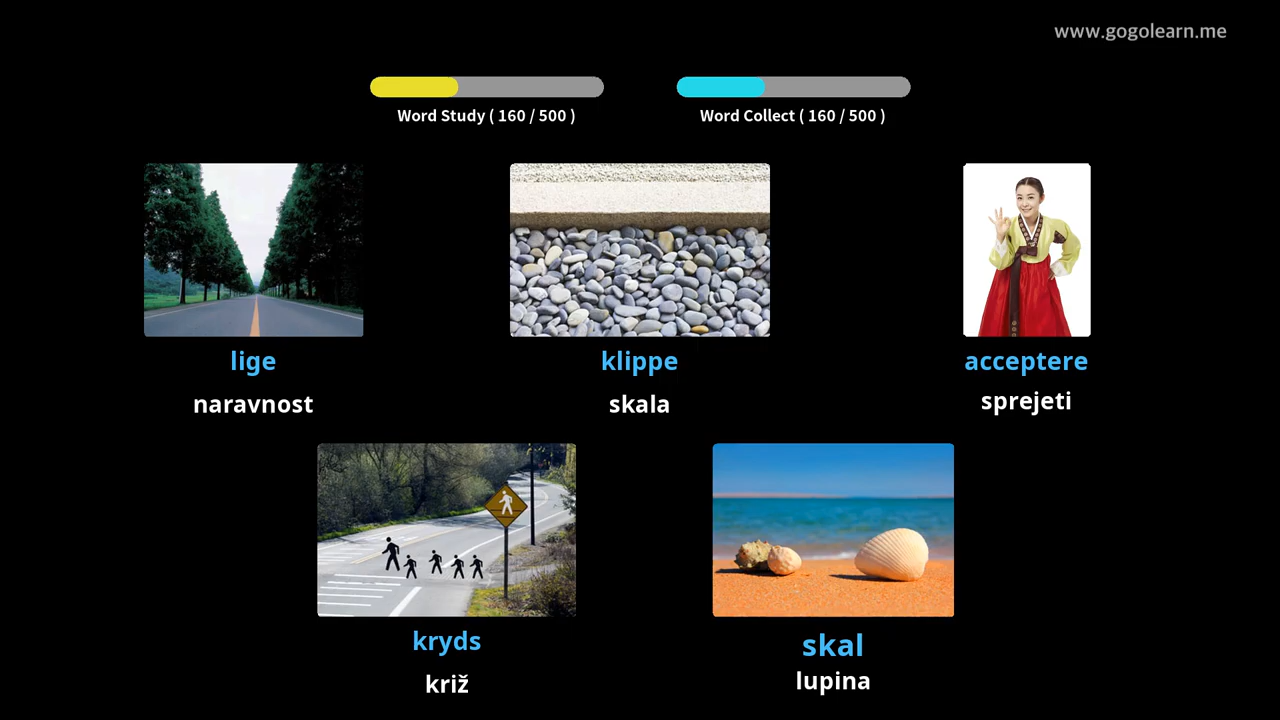 www.gogolearn.me
Word Study ( 160 / 500 )
Word Collect ( 160 / 500 )
lige
naravnost
klippe
skala
acceptere
sprejeti
kryds
križ
skal
lupina